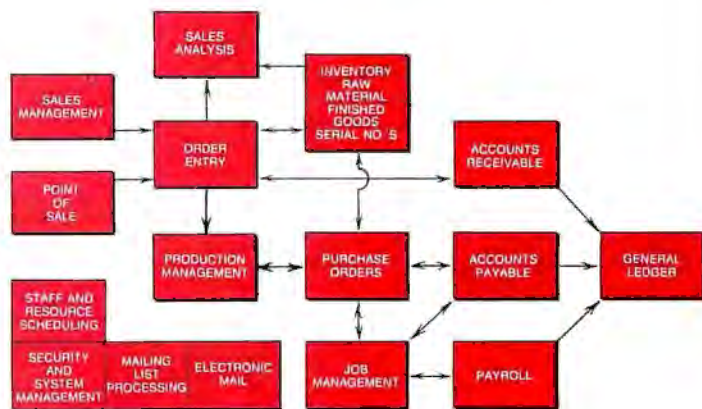 SALES
ANALYSIS
INVENTORY
RAW
MATERIAL
FINISHED
GOODS
SERIAL NO 'S
SALES
MANAGEMENT
ORDER
ENTRY
ACCOUNTS
RECEIVABLE
POINT
OF
SALE
PRODUCTION
MANAGEMENT
PURCHASE
ORDERS
ACCOUNTS
PAYABLE
GENERAL
LEDGER
STAFF AND
RESOURCE
SCHEDULING
SECURITY
AND
SYSTEM
MANAGEMENT
MAILING
LIST
PROCESSING
ELECTRONIC
MAIL
JOB
MANAGEMENT
PAYROLL